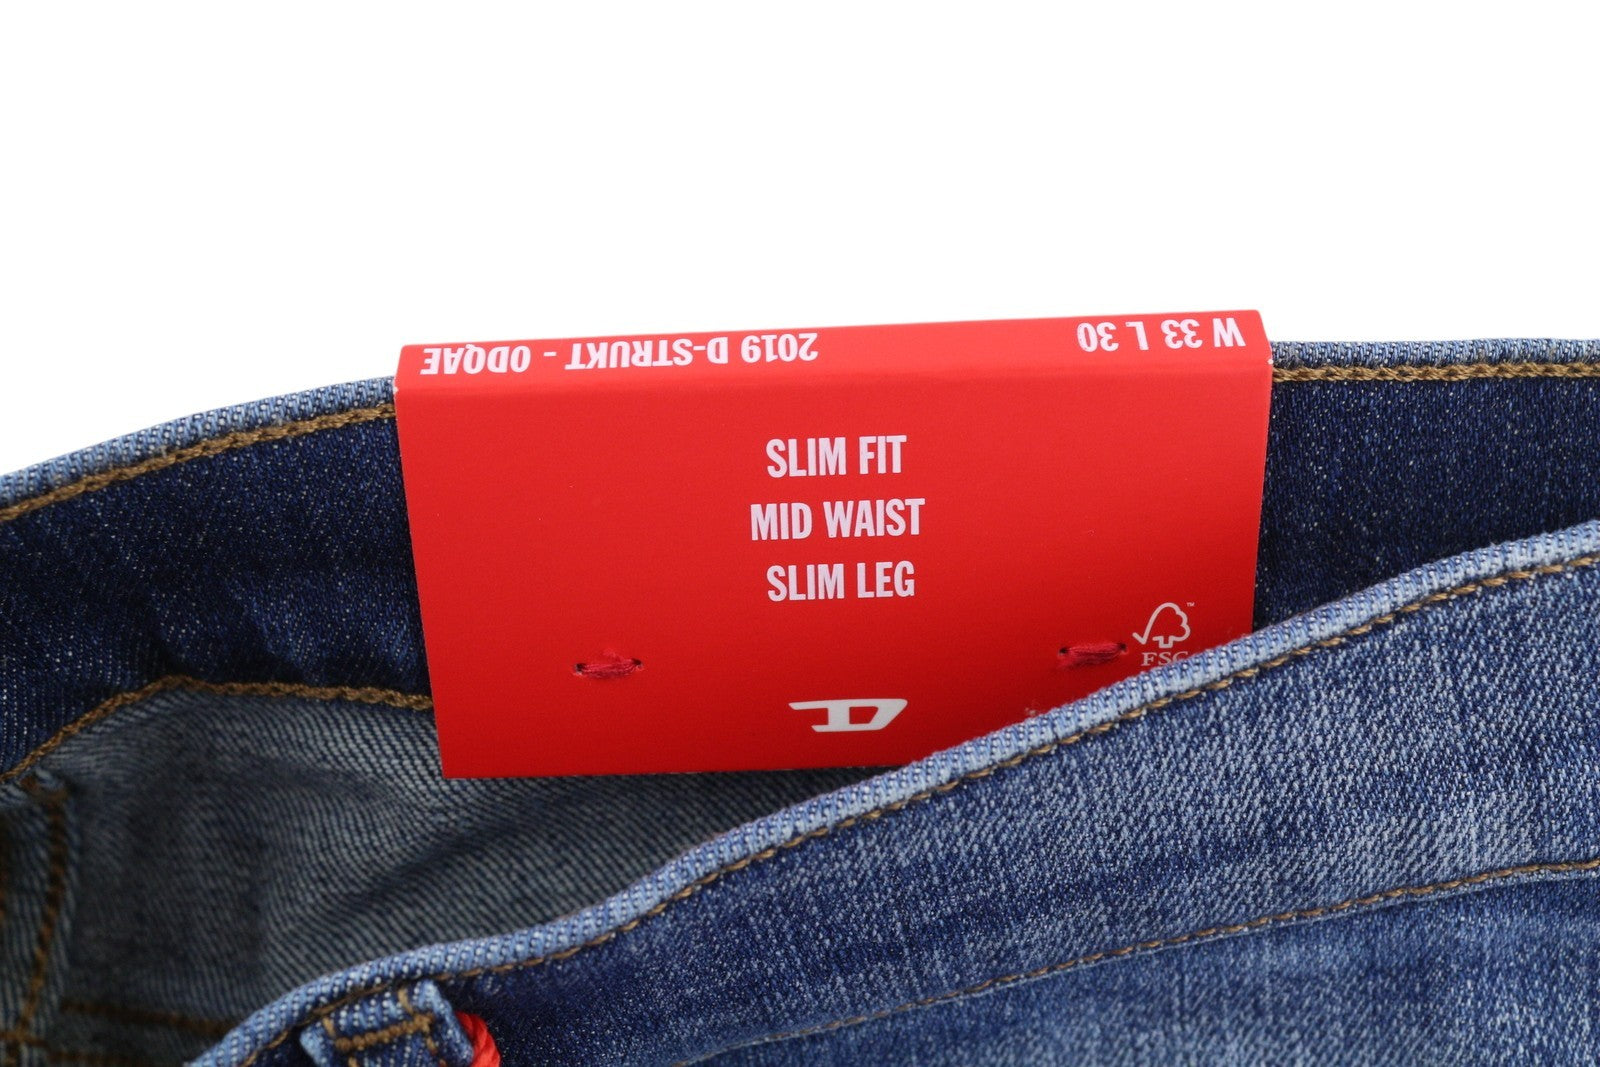 W 33 L 30
2019 D-STRUKT - 0DQAE
SLIM FIT
MID WAIST
SLIM LEG
FSC
D